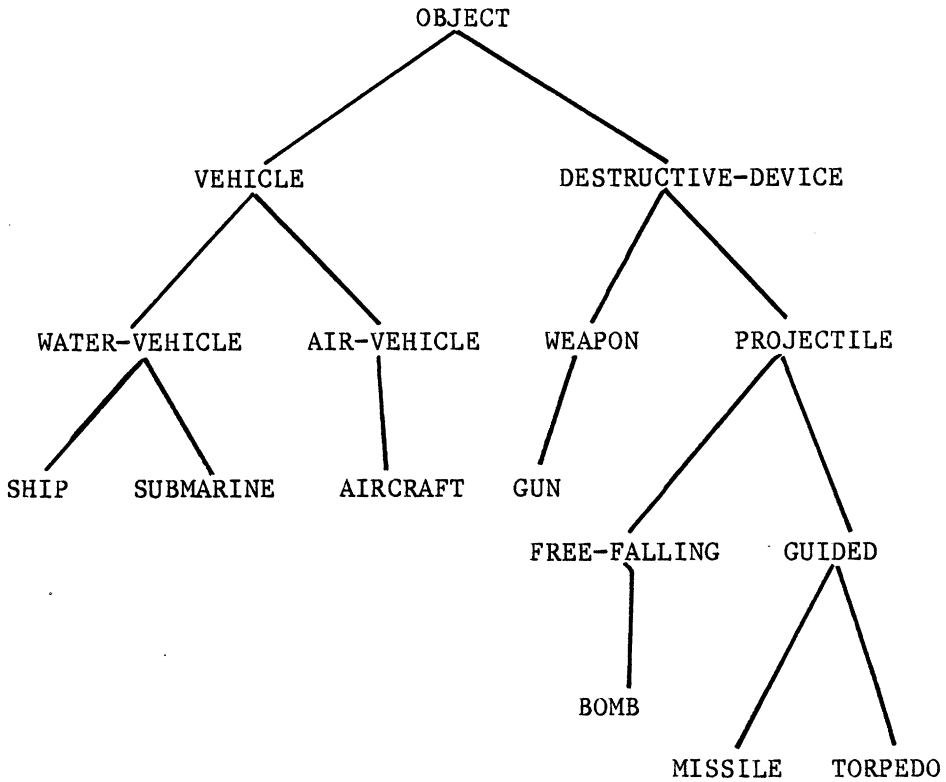 OBJECT
VEHICLE DESTRUCTIVE-DEVICE
WATER-VEHICLE AIR-VEHICLE WEAPON PROJECTILE
SHIP SUBMARINE AIRCRAFT GUN
FREE-FALLING GUIDED
BOMB
MISSILE TORPEDO